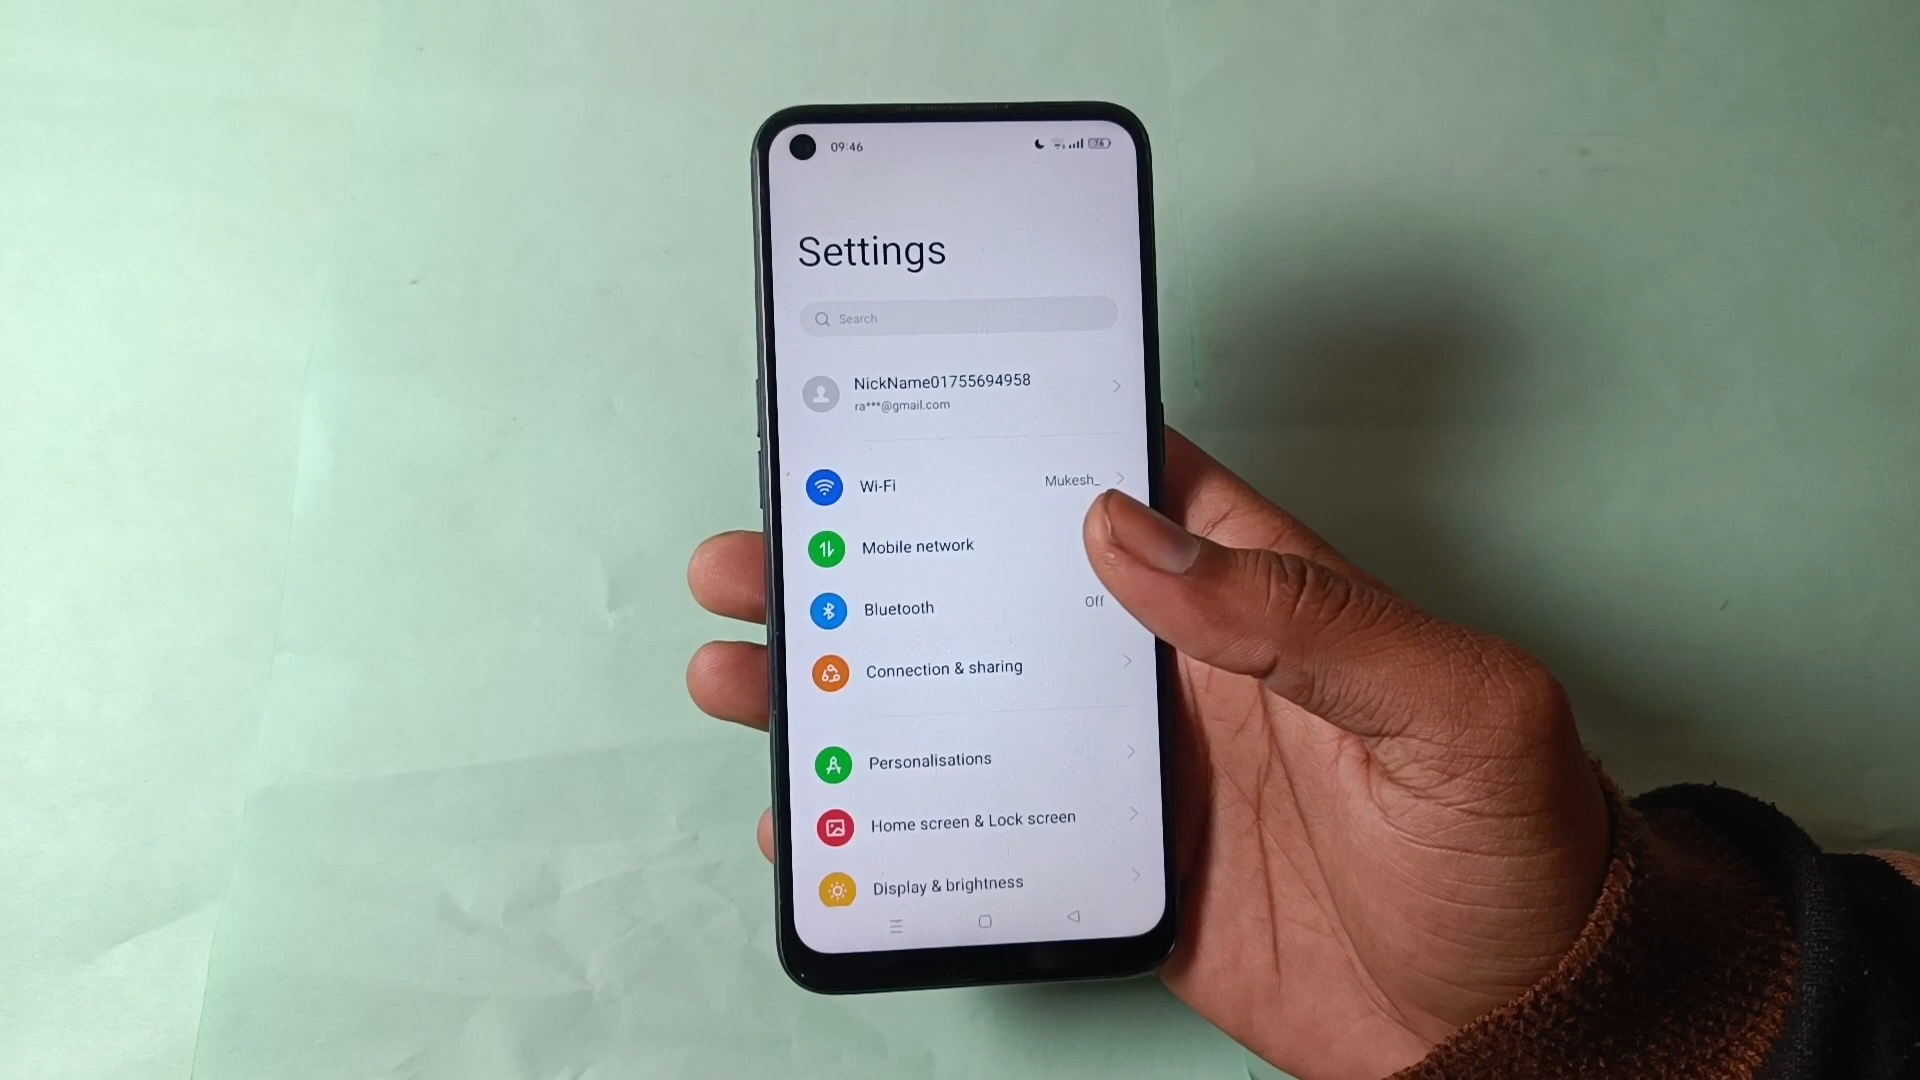 09:46
76
Settings
Search
NickName01755694958
ra***@gmail.com
Wi-Fi
Mukesh_
Mobile network
Bluetooth
Off
Connection & sharing
Personalisations
Home screen & Lock screen
Display & brightness